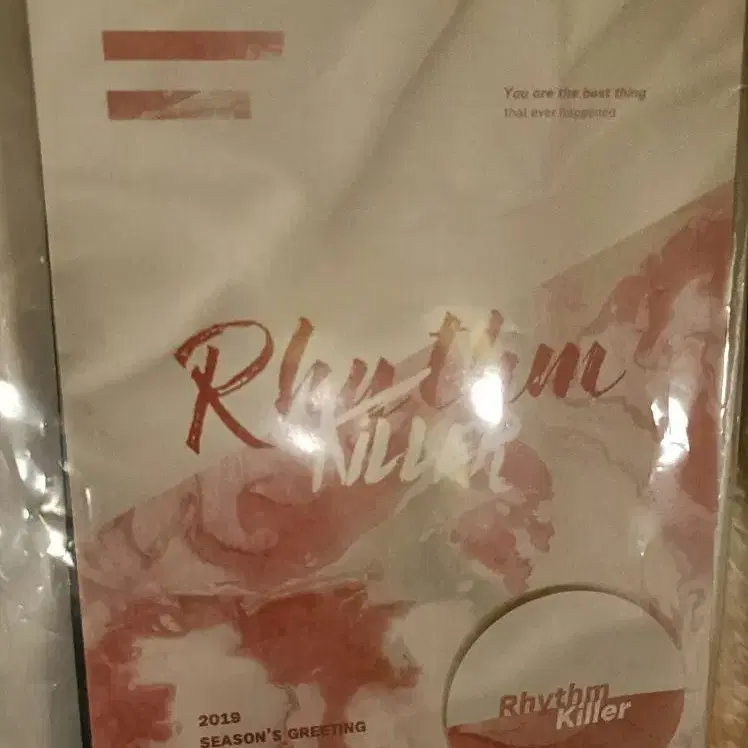 You are the best thing
that ever happened
Rhythm
KiLLER
Rhythm
Killer
2019
SEASON'S GREETING